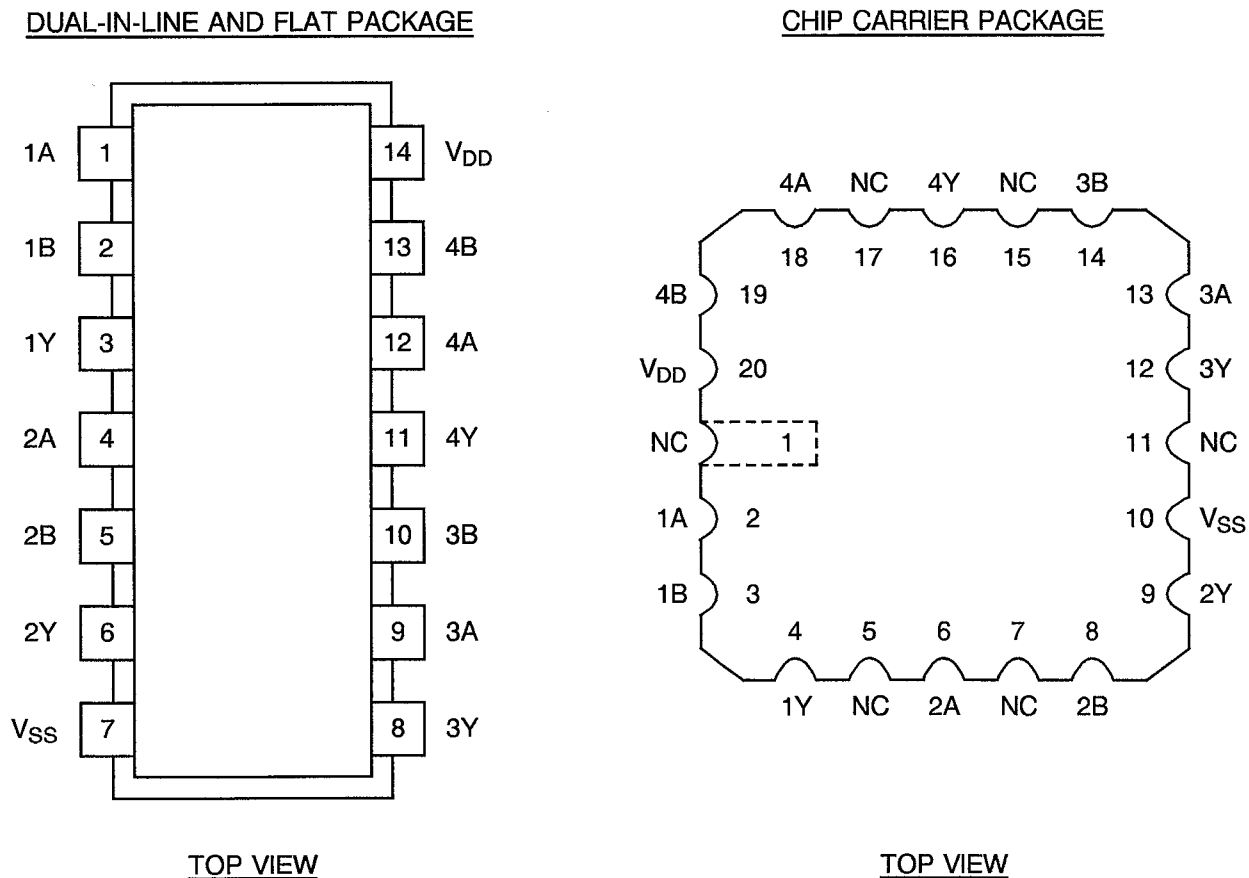 DUAL-IN-LINE AND FLAT PACKAGE
1A 1 14 VDD
1B 2 13 4B
1Y 3 12 4A
2A 4 11 4Y
2B 5 10 3B
2Y 6 9 3A
VSS 7 8 3Y
TOP VIEW
CHIP CARRIER PACKAGE
4A NC 4Y NC 3B
18 17 16 15 14
4B 19 13 3A
VDD 20 12 3Y
NC 1 11 NC
1A 2 10 VSS
1B 3 9 2Y
4 5 6 7 8
1Y NC 2A NC 2B
TOP VIEW